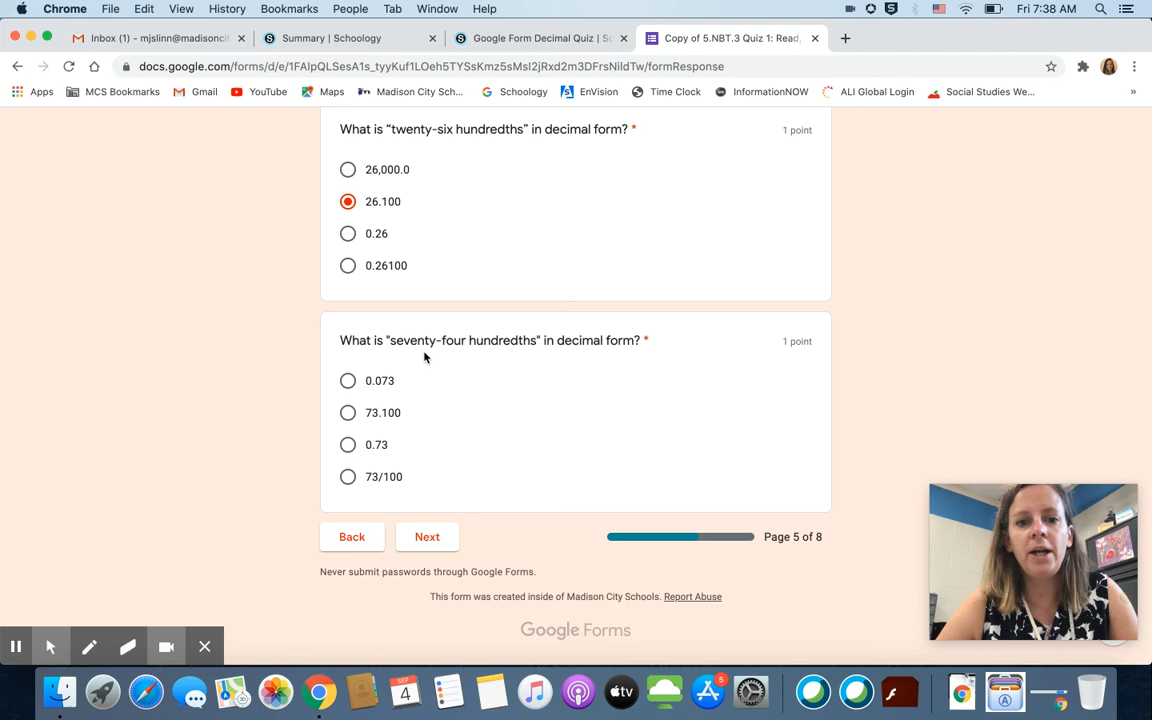 Chrome File Edit View History Bookmarks People Tab Window Help Fri 7:38 AM
Inbox (1) - mjslinn@madisoncit Summary | Schoology Google Form Decimal Quiz | Sc Copy of 5.NBT.3 Quiz 1: Read,
docs.google.com/forms/d/e/1FAIpQLSesA1s_tyyKuf1LOeh5TYSsKmz5sMsI2jRxd2m3DFrsNildTw/formResponse
Apps MCS Bookmarks Gmail YouTube Maps Madison City Sch... Schoology EnVision Time Clock InformationNOW ALI Global Login Social Studies We... »
What is “twenty-six hundredths” in decimal form? *
1 point
26,000.0
26.100
0.26
0.26100
What is "seventy-four hundredths" in decimal form? *
1 point
0.073
73.100
0.73
73/100
Back Next Page 5 of 8
Never submit passwords through Google Forms.
This form was created inside of Madison City Schools. Report Abuse
Google Forms
SEP
4
tv
5